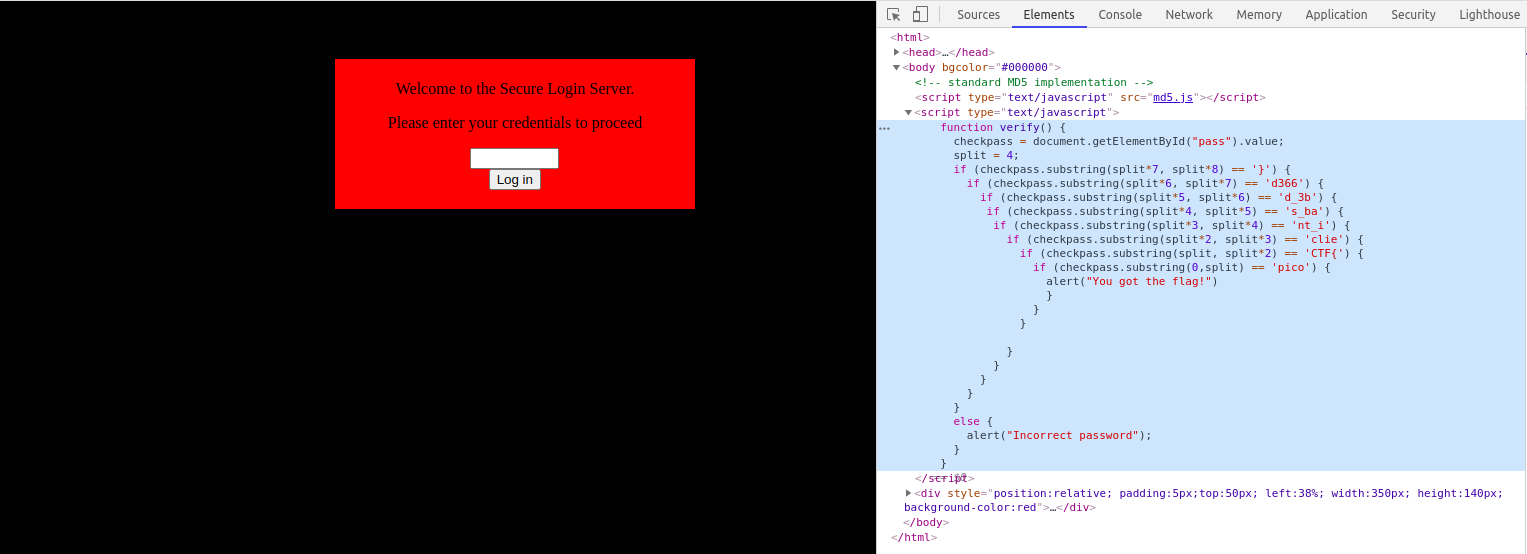 Welcome to the Secure Login Server.
Please enter your credentials to proceed
Log in
Sources Elements Console Network Memory Application Security Lighthouse
<html>
<head>…</head>
<body bgcolor="#000000">
<!-- standard MD5 implementation -->
<script type="text/javascript" src="md5.js"></script>
<script type="text/javascript">
function verify() {
checkpass = document.getElementById("pass").value;
split = 4;
if (checkpass.substring(split*7, split*8) == '}') {
if (checkpass.substring(split*6, split*7) == 'd366') {
if (checkpass.substring(split*5, split*6) == 'd_3b') {
if (checkpass.substring(split*4, split*5) == 's_ba') {
if (checkpass.substring(split*3, split*4) == 'nt_i') {
if (checkpass.substring(split*2, split*3) == 'clie') {
if (checkpass.substring(split, split*2) == 'CTF{') {
if (checkpass.substring(0,split) == 'pico') {
alert("You got the flag!")
}
}
}
}
}
}
}
}
else {
alert("Incorrect password");
}
}
</script>
<div style="position:relative; padding:5px;top:50px; left:38%; width:350px; height:140px;
background-color:red">…</div>
</body>
</html>